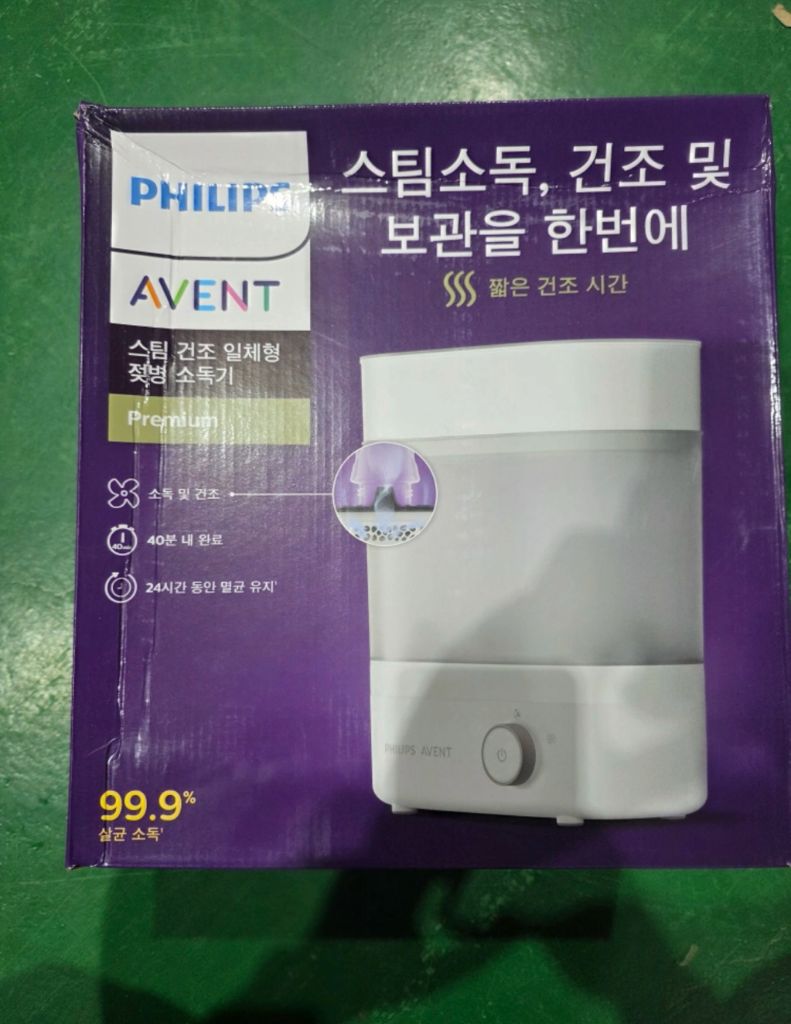 PHILIPS
AVENT
스팀 건조 일체형
젖병 소독기
Premium
스팀소독, 건조 및
보관을 한번에
짧은 건조 시간
소독 및 건조
40분 내 완료
24시간 동안 멸균 유지¹
PHILIPS AVENT
99.9%
살균 소독¹